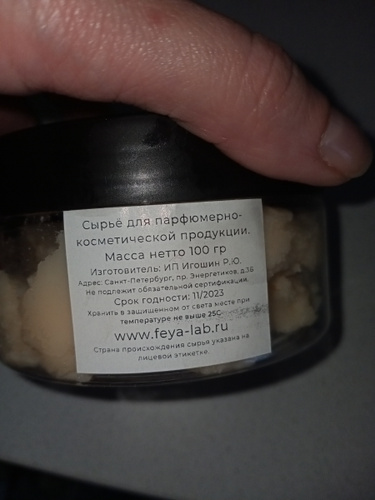 Сырьё для парфюмерно-
косметической продукции.
Масса нетто 100 гр
Изготовитель: ИП Игошин Р.Ю.
Адрес: Санкт-Петербург, пр. Энергетиков, д.3В
Не подлежит обязательной сертификации.
Срок годности: 11/2023
Хранить в защищенном от света месте при
температуре не выше 25С
www.feya-lab.ru
Страна происхождения сырья указана на
лицевой этикетке.